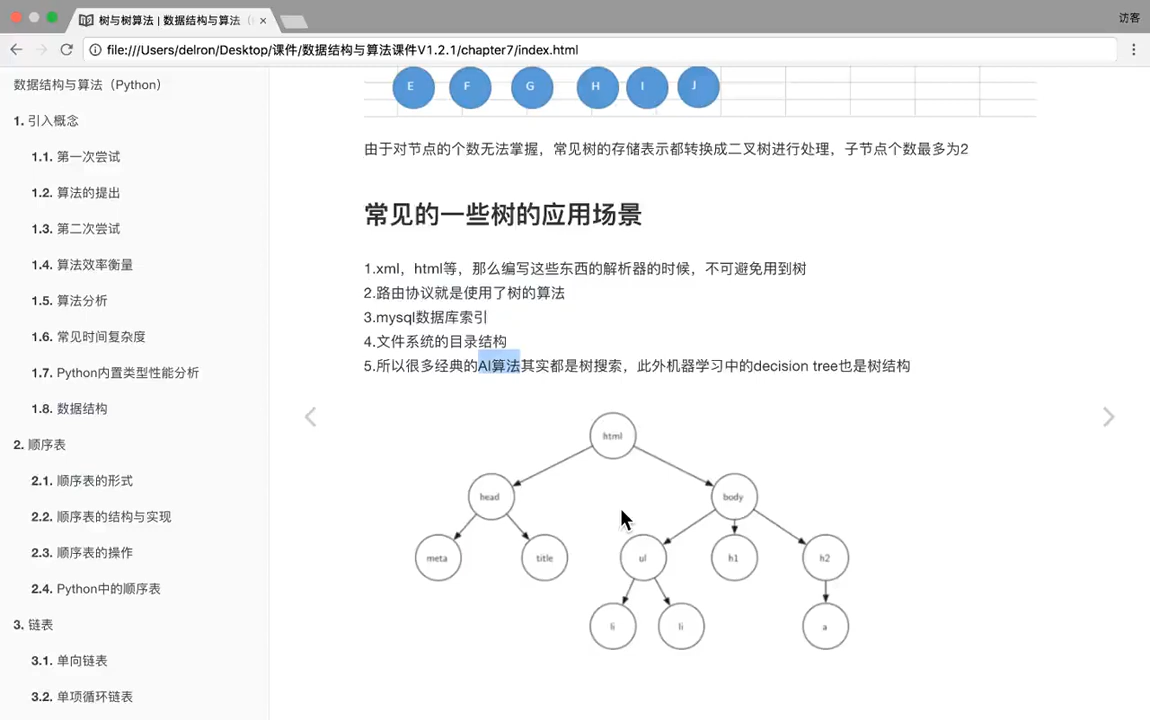 树与树算法 | 数据结构与算法（
访客
file:///Users/delron/Desktop/课件/数据结构与算法课件V1.2.1/chapter7/index.html
数据结构与算法（Python）
1. 引入概念
1.1. 第一次尝试
1.2. 算法的提出
1.3. 第二次尝试
1.4. 算法效率衡量
1.5. 算法分析
1.6. 常见时间复杂度
1.7. Python内置类型性能分析
1.8. 数据结构
2. 顺序表
2.1. 顺序表的形式
2.2. 顺序表的结构与实现
2.3. 顺序表的操作
2.4. Python中的顺序表
3. 链表
3.1. 单向链表
3.2. 单项循环链表
E F G H I J
由于对节点的个数无法掌握，常见树的存储表示都转换成二叉树进行处理，子节点个数最多为2
常见的一些树的应用场景
1.xml，html等，那么编写这些东西的解析器的时候，不可避免用到树
2.路由协议就是使用了树的算法
3.mysql数据库索引
4.文件系统的目录结构
5.所以很多经典的AI算法其实都是树搜索，此外机器学习中的decision tree也是树结构
html
head body
meta title ul h1 h2
li li a